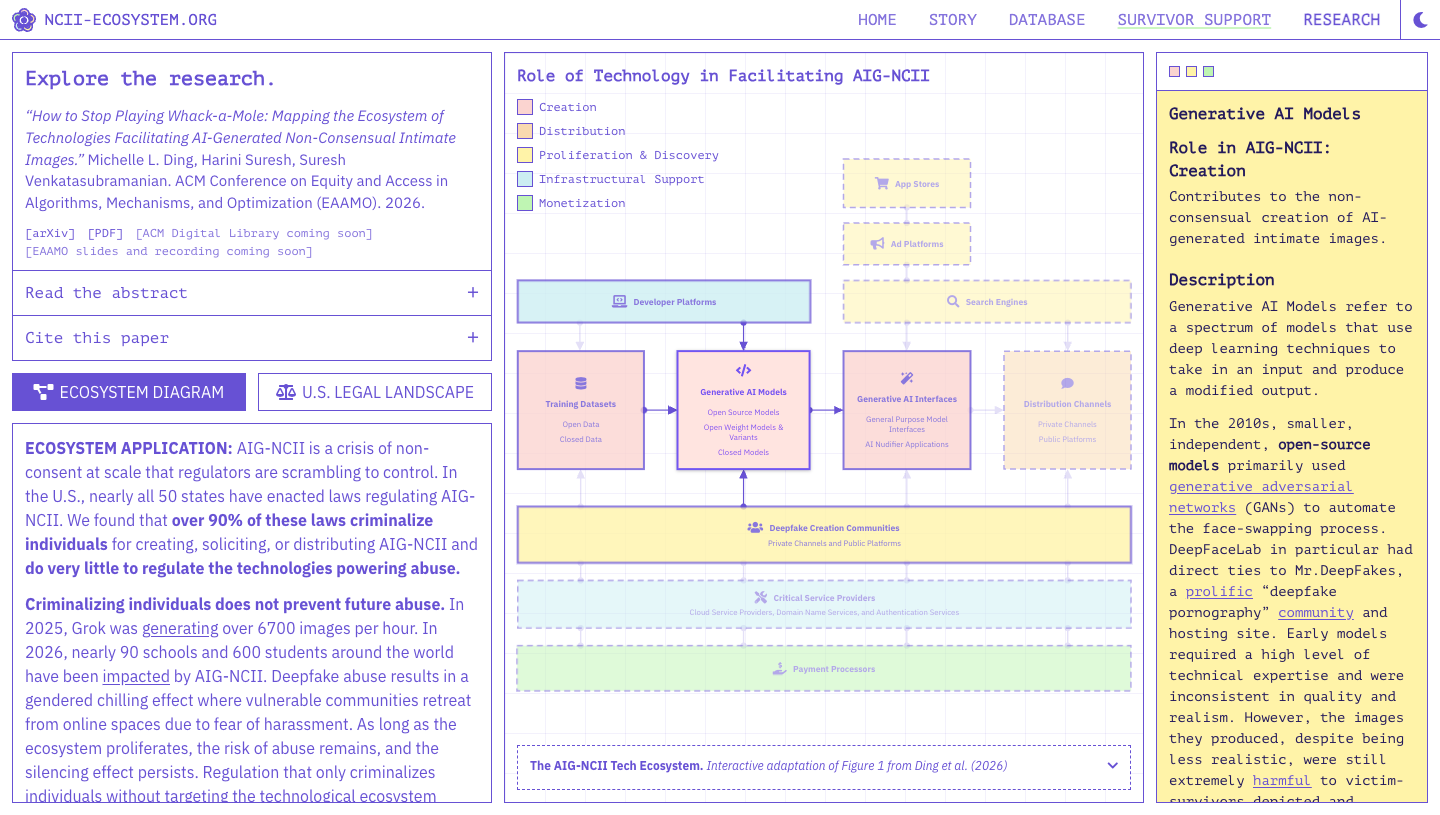 NCII-ECOSYSTEM.ORG
HOME
STORY
DATABASE
SURVIVOR SUPPORT
RESEARCH
Explore the research.
“How to Stop Playing Whack-a-Mole: Mapping the Ecosystem of
Technologies Facilitating AI-Generated Non-Consensual Intimate
Images.” Michelle L. Ding, Harini Suresh, Suresh
Venkatasubramanian. ACM Conference on Equity and Access in
Algorithms, Mechanisms, and Optimization (EAAMO). 2026.
[arXiv] [PDF] [ACM Digital Library coming soon]
[EAAMO slides and recording coming soon]
Read the abstract +
Cite this paper +
ECOSYSTEM DIAGRAM
U.S. LEGAL LANDSCAPE
ECOSYSTEM APPLICATION: AIG-NCII is a crisis of non-
consent at scale that regulators are scrambling to control. In
the U.S., nearly all 50 states have enacted laws regulating AIG-
NCII. We found that over 90% of these laws criminalize
individuals for creating, soliciting, or distributing AIG-NCII and
do very little to regulate the technologies powering abuse.
Criminalizing individuals does not prevent future abuse. In
2025, Grok was generating over 6700 images per hour. In
2026, nearly 90 schools and 600 students around the world
have been impacted by AIG-NCII. Deepfake abuse results in a
gendered chilling effect where vulnerable communities retreat
from online spaces due to fear of harassment. As long as the
ecosystem proliferates, the risk of abuse remains, and the
silencing effect persists. Regulation that only criminalizes
individuals without targeting the technological ecosystem
Role of Technology in Facilitating AIG-NCII
Creation
Distribution
Proliferation & Discovery
Infrastructural Support
Monetization
App Stores
Ad Platforms
Developer Platforms
Search Engines
Training Datasets
Open Data
Closed Data
Generative AI Models
Open Source Models
Open Weight Models &
Variants
Closed Models
Generative AI Interfaces
General Purpose Model
Interfaces
AI Nudifier Applications
Distribution Channels
Private Channels
Public Platforms
Deepfake Creation Communities
Private Channels and Public Platforms
Critical Service Providers
Cloud Service Providers, Domain Name Services, and Authentication Services
Payment Processors
The AIG-NCII Tech Ecosystem. Interactive adaptation of Figure 1 from Ding et al. (2026)
Generative AI Models
Role in AIG-NCII:
Creation
Contributes to the non-
consensual creation of AI-
generated intimate images.
Description
Generative AI Models refer to
a spectrum of models that use
deep learning techniques to
take in an input and produce
a modified output.
In the 2010s, smaller,
independent, open-source
models primarily used
generative adversarial
networks (GANs) to automate
the face-swapping process.
DeepFaceLab in particular had
direct ties to Mr.DeepFakes,
a prolific “deepfake
pornography” community and
hosting site. Early models
required a high level of
technical expertise and were
inconsistent in quality and
realism. However, the images
they produced, despite being
less realistic, were still
extremely harmful to victim-
survivors depicted and